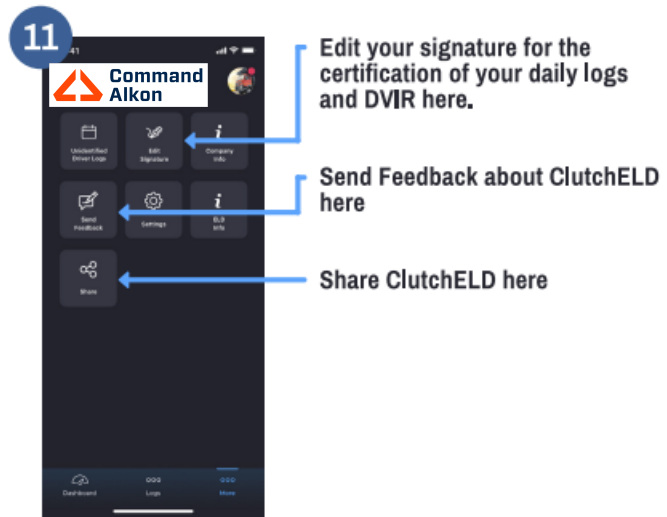 11
41
Command
Alkon
Unidentified
Driver Logs
Edit
Signature
Company
Info
Send
Feedback
Settings
ELD
Info
Share
Dashboard
Logs
More
Edit your signature for the
certification of your daily logs
and DVIR here.
Send Feedback about ClutchELD
here
Share ClutchELD here